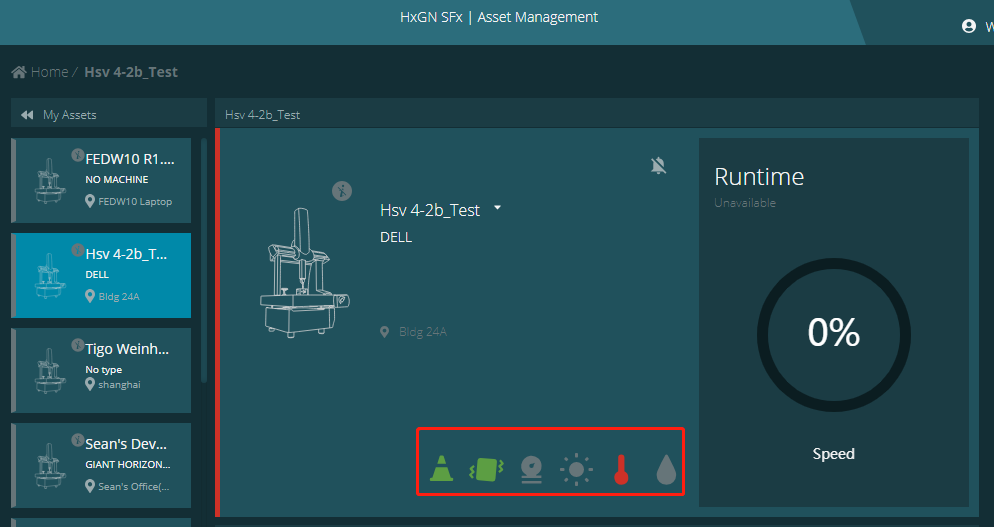 HxGN SFx | Asset Management
Home / Hsv 4-2b_Test
My Assets
FEDW10 R1....
NO MACHINE
FEDW10 Laptop
Hsv 4-2b_T...
DELL
Bldg 24A
Tigo Weinh...
No type
shanghai
Sean's Dev...
GIANT HORIZON...
Sean's Office(...
Hsv 4-2b_Test
Hsv 4-2b_Test
DELL
Bldg 24A
Runtime
Unavailable
0%
Speed